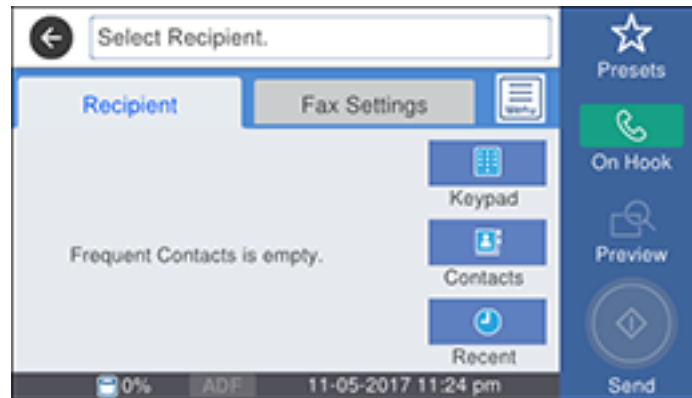 Select Recipient.
Presets
Recipient
Fax Settings
Menu
On Hook
Keypad
Frequent Contacts is empty.
Contacts
Preview
Recent
0%
ADF
11-05-2017 11:24 pm
Send